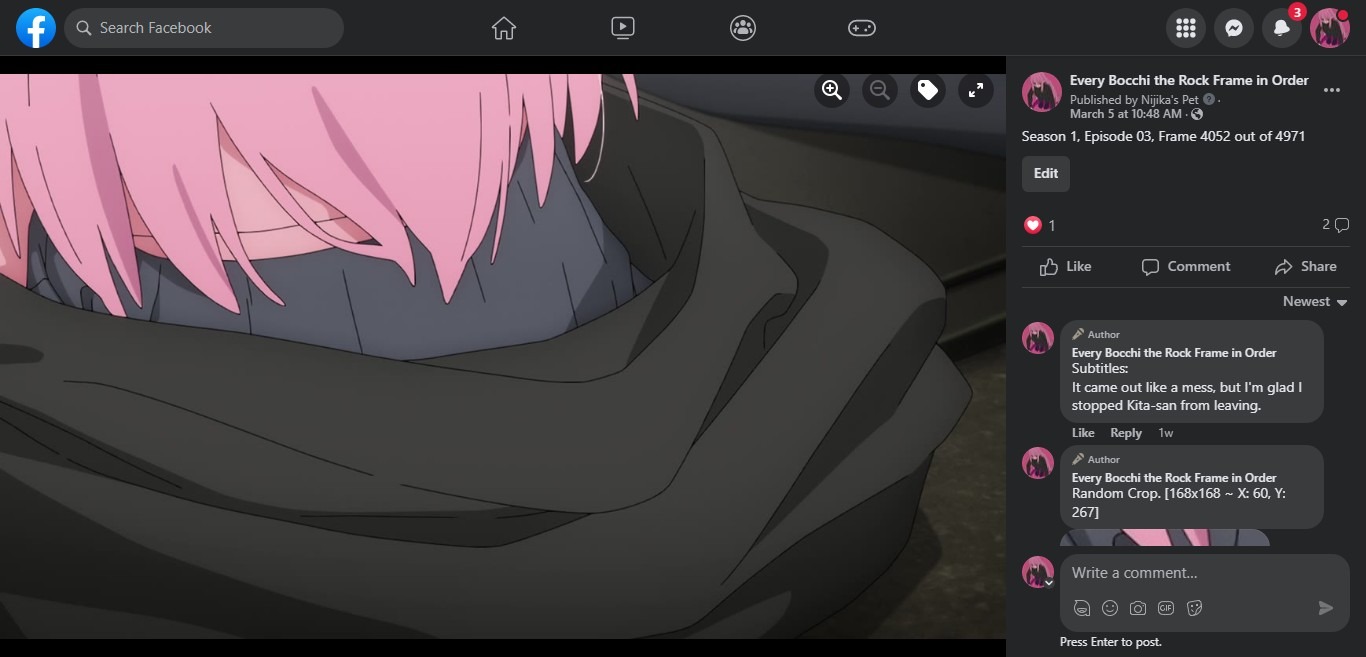 Search Facebook
3
Every Bocchi the Rock Frame in Order
Published by Nijika's Pet ? ·
March 5 at 10:48 AM ·
Season 1, Episode 03, Frame 4052 out of 4971
Edit
1
2
Like
Comment
Share
Newest
Author
Every Bocchi the Rock Frame in Order
Subtitles:
It came out like a mess, but I'm glad I
stopped Kita-san from leaving.
Like Reply 1w
Author
Every Bocchi the Rock Frame in Order
Random Crop. [168x168 ~ X: 60, Y:
267]
Write a comment...
GIF
Press Enter to post.